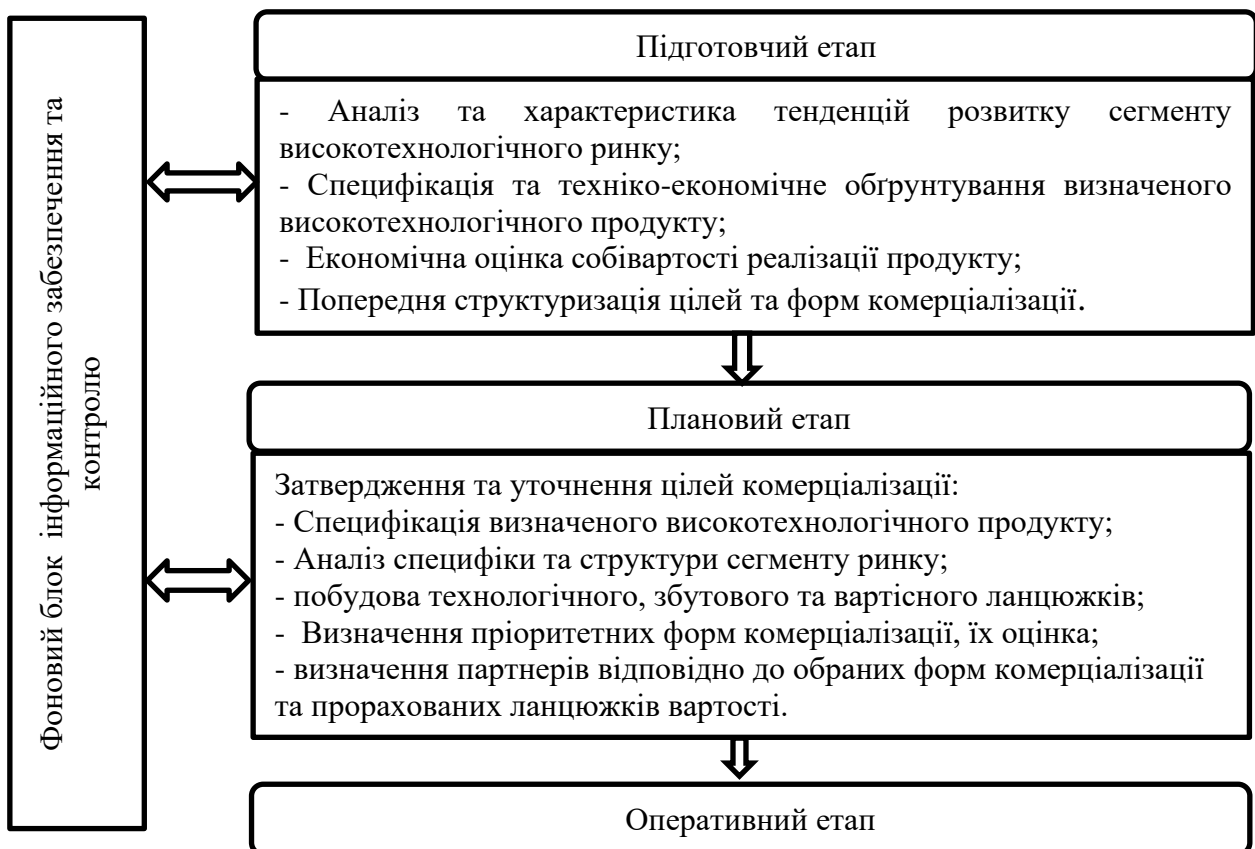 Фоновий блок інформаційного забезпечення та
контролю
Підготовчий етап
- Аналіз та характеристика тенденцій розвитку сегменту
високотехнологічного ринку;
- Специфікація та техніко-економічне обґрунтування визначеного
високотехнологічного продукту;
- Економічна оцінка собівартості реалізації продукту;
- Попередня структуризація цілей та форм комерціалізації.
Плановий етап
Затвердження та уточнення цілей комерціалізації:
- Специфікація визначеного високотехнологічного продукту;
- Аналіз специфіки та структури сегменту ринку;
- побудова технологічного, збутового та вартісного ланцюжків;
- Визначення пріоритетних форм комерціалізації, їх оцінка;
- визначення партнерів відповідно до обраних форм комерціалізації
та прорахованих ланцюжків вартості.
Оперативний етап